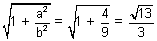 √(1 + a²/b²) = √(1 + 4/9) = √13/3